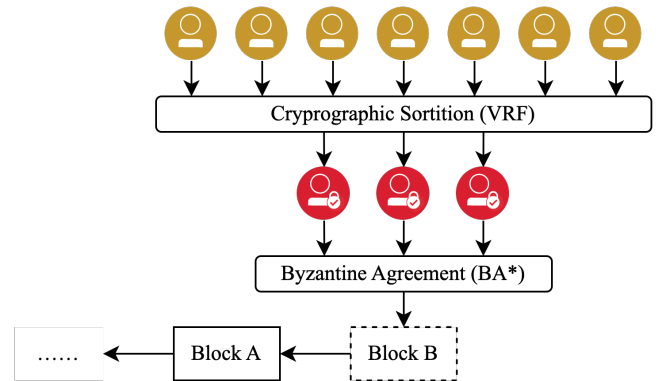 Cryprographic Sortition (VRF)
Byzantine Agreement (BA*)
...... Block A Block B